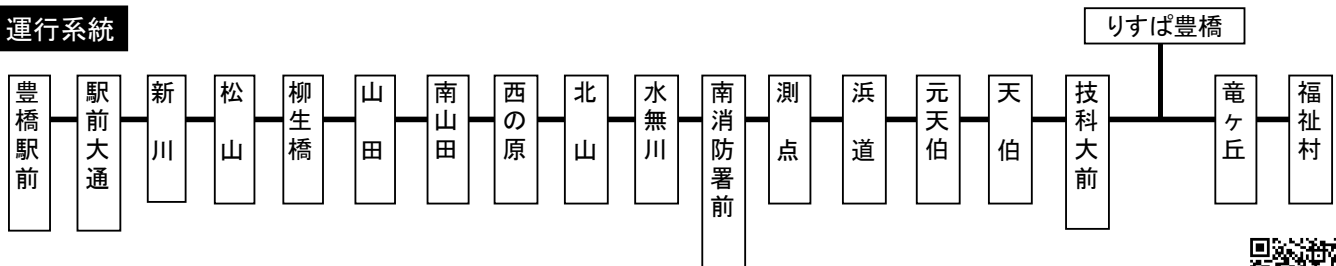 運行系統
りすぱ豊橋
豊橋駅前
駅前大通
新川
松山
柳生橋
山田
南山田
西の原
北山
水無川
南消防署前
測点
浜道
元天伯
天伯
技科大前
竜ヶ丘
福祉村